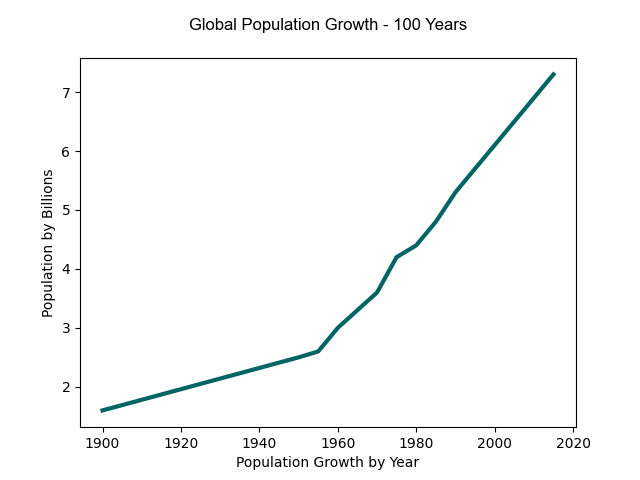 Global Population Growth - 100 Years
7
6
5
4
3
2
Population by Billions
1900 1920 1940 1960 1980 2000 2020
Population Growth by Year